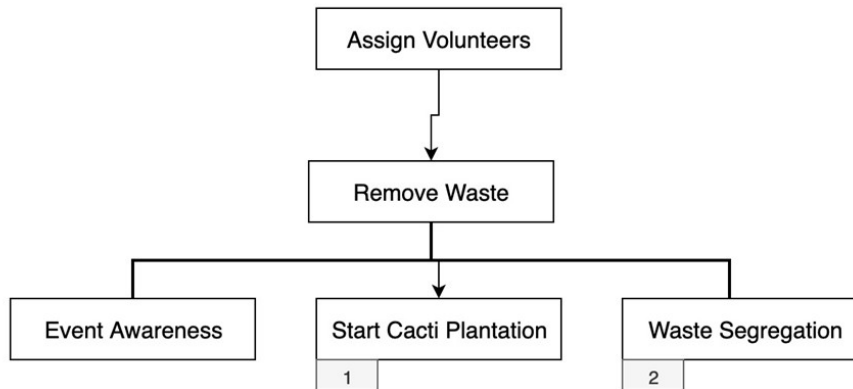 Assign Volunteers
Remove Waste
Event Awareness
Start Cacti Plantation
Waste Segregation
1
2